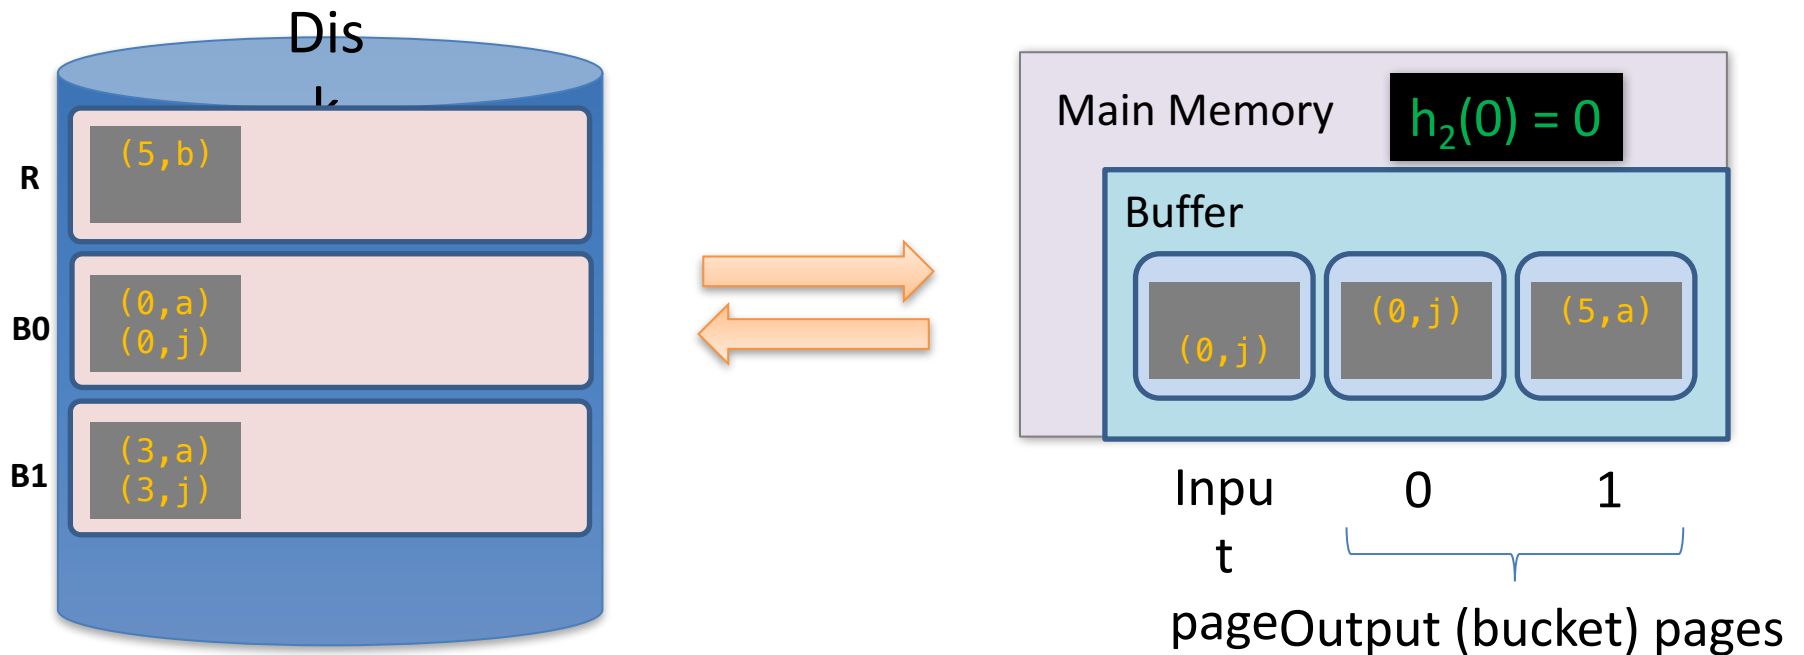 Dis
k
R
(5,b)
B0
(0,a)
(0,j)
B1
(3,a)
(3,j)
Main Memory
h₂(0) = 0
Buffer
(0,j)
(0,j)
(5,a)
Inpu
t
page
0
1
Output (bucket) pages